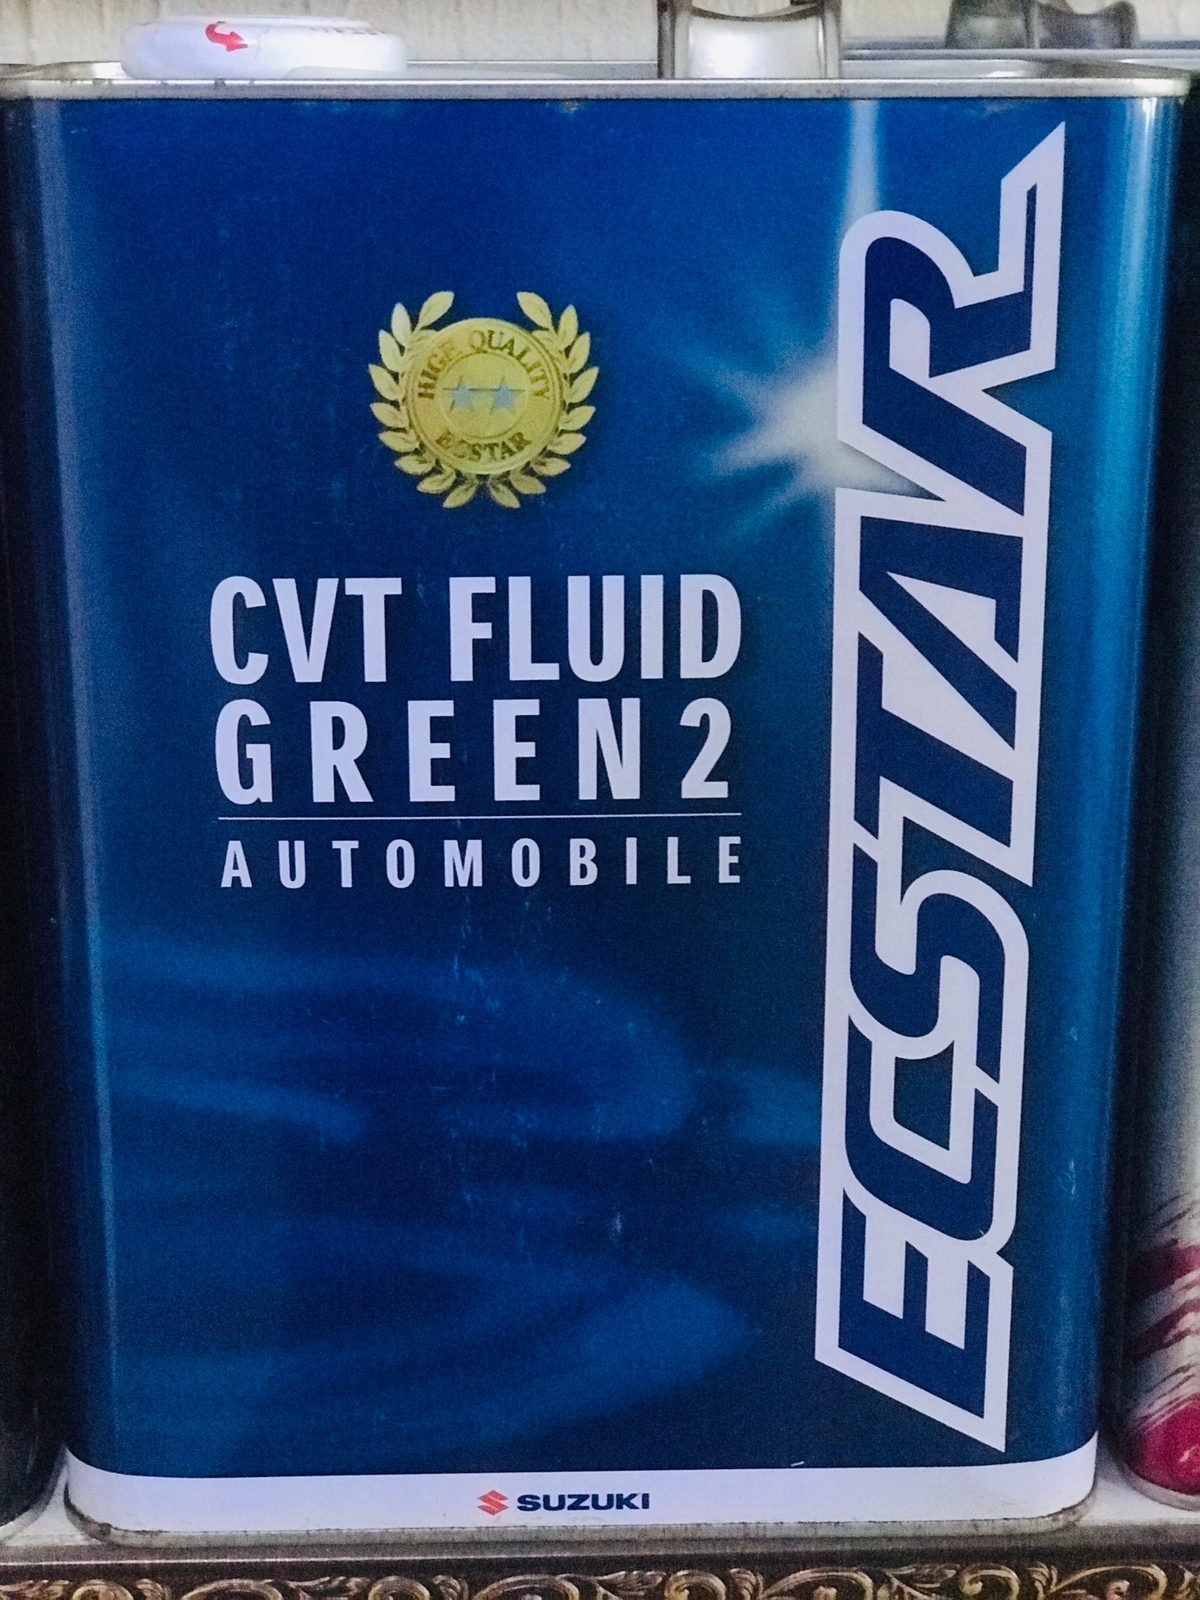 HIGH QUALITY
ECSTAR
CVT FLUID
GREEN2
AUTOMOBILE
ECSTAR
SUZUKI